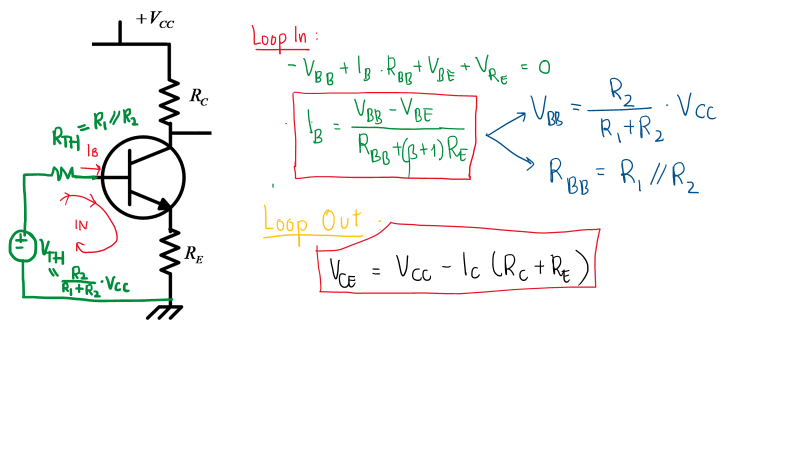 +V_CC
R_C
R_TH = R_1 // R_2
I_B
IN
V_TH
= R_2 / (R_1 + R_2) · V_CC
R_E
Loop In :
- V_BB + I_B . R_BB + V_BE + V_R_E = 0
I_B = (V_BB - V_BE) / (R_BB + (β+1) R_E)
V_BB = R_2 / (R_1 + R_2) · V_CC
R_BB = R_1 // R_2
Loop Out
V_CE = V_CC - I_C (R_C + R_E)